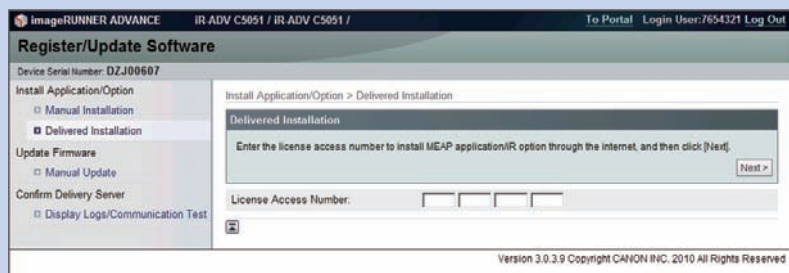 imageRUNNER ADVANCE iR-ADV C5051 / iR-ADV C5051 / To Portal Login User:7654321 Log Out
Register/Update Software
Device Serial Number: DZJ00607
Install Application/Option
Manual Installation
Delivered Installation
Update Firmware
Manual Update
Confirm Delivery Server
Display Logs/Communication Test
Install Application/Option > Delivered Installation
Delivered Installation
Enter the license access number to install MEAP application/iR option through the internet, and then click [Next].
Next >
License Access Number:
Version 3.0.3.9 Copyright CANON INC. 2010 All Rights Reserved